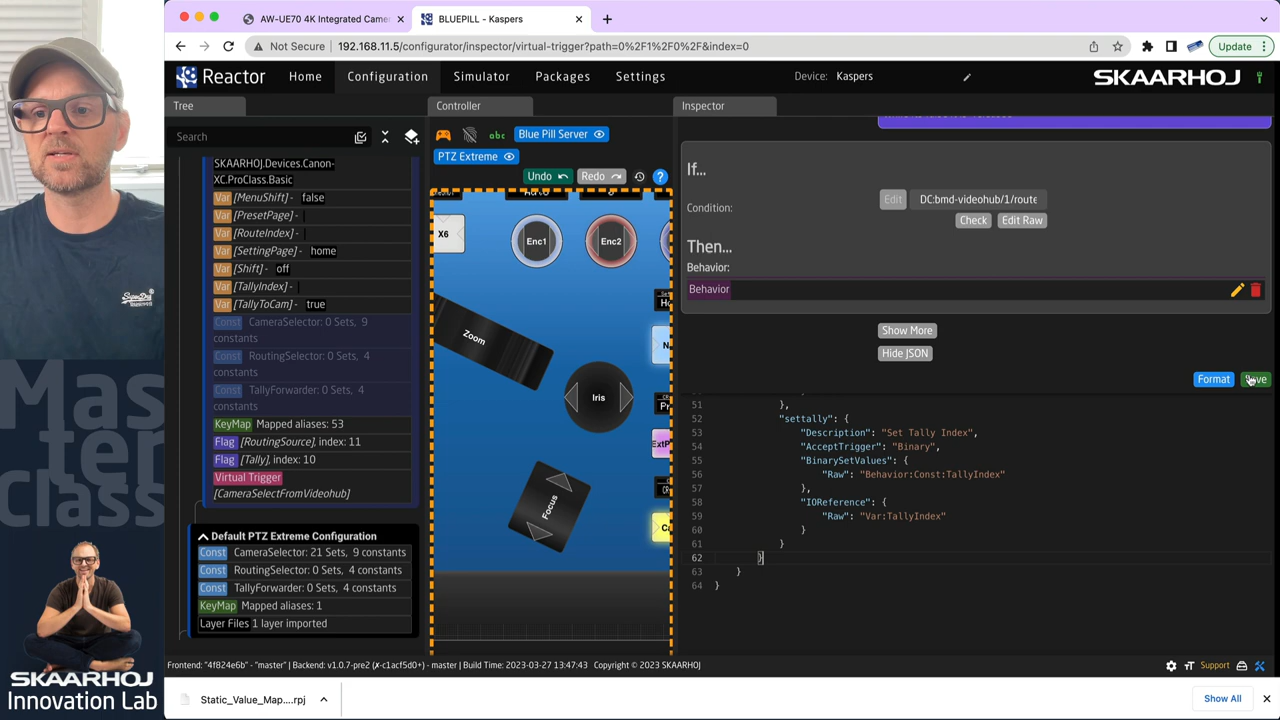 AW-UE70 4K Integrated Came
BLUEPILL - Kaspers
Not Secure 192.168.11.5/configurator/inspector/virtual-trigger?path=0%2F1%2F0%2F&index=0
Update
Reactor Home Configuration Simulator Packages Settings
Device: Kaspers
SKAARHOJ
Tree
Controller
Inspector
Search
SKAARHOJ.Devices.Canon-
XC.ProClass.Basic
Var [MenuShift] - false
Var [PresetPage] -
Var [RouteIndex] -
Var [SettingPage] - home
Var [Shift] - off
Var [TallyIndex] -
Var [TallyToCam] - true
Const CameraSelector: 0 Sets, 9
constants
Const RoutingSelector: 0 Sets, 4
constants
Const TallyForwarder: 0 Sets, 4
constants
KeyMap Mapped aliases: 53
Flag [RoutingSource], index: 11
Flag [Tally], index: 10
Virtual Trigger
[CameraSelectFromVideohub]
Default PTZ Extreme Configuration
Const CameraSelector: 21 Sets, 9 constants
Const RoutingSelector: 0 Sets, 4 constants
Const TallyForwarder: 0 Sets, 4 constants
KeyMap Mapped aliases: 1
Layer Files 1 layer imported
abc Blue Pill Server
PTZ Extreme
Undo Redo ?
X6
Enc1
Enc2
Zoom
Iris
Focus
If...
Condition:
Edit DC:bmd-videohub/1/route
Check Edit Raw
Then...
Behavior:
Behavior
Show More
Hide JSON
Format Save
51 },
52 "settally": {
53 "Description": "Set Tally Index",
54 "AcceptTrigger": "Binary",
55 "BinarySetValues": {
56 "Raw": "Behavior:Const:TallyIndex"
57 },
58 "IOReference": {
59 "Raw": "Var:TallyIndex"
60 }
61 }
62 }
63 }
64 }
Frontend: "4f824e6b" - "master" | Backend: v1.0.7-pre2 (✗-c1acf5d0+) - master | Build Time: 2023-03-27 13:47:43 Copyright © 2023 SKAARHOJ
Support
Static_Value_Map....rpj
Show All
Mas
ter
Class
SKAARHOJ
Innovation Lab